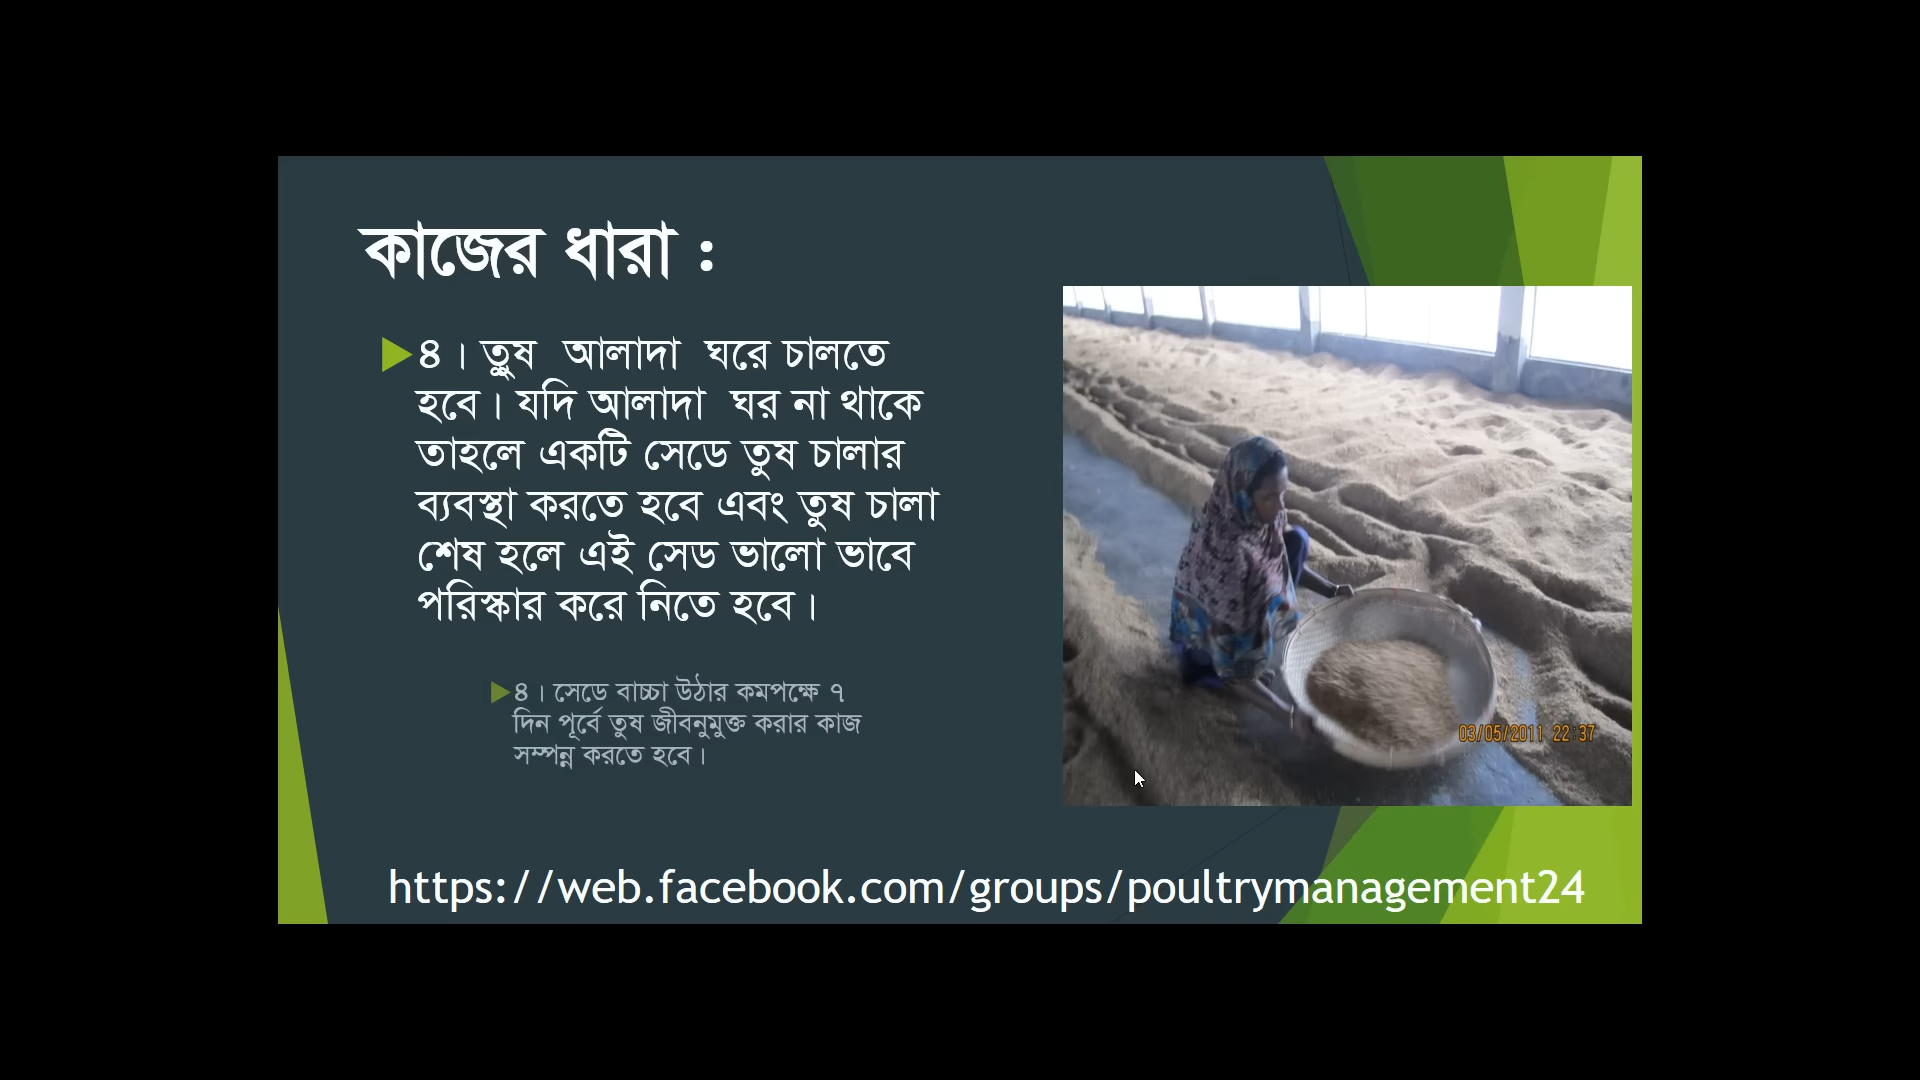 কাজের ধারা :
৪। তুুষ আলাদা ঘরে চালতে
হবে। যদি আলাদা ঘর না থাকে
তাহলে একটি সেডে তুষ চালার
ব্যবস্থা করতে হবে এবং তুষ চালা
শেষ হলে এই সেড ভালো ভাবে
পরিস্কার করে নিতে হবে।
৪। সেডে বাচ্চা উঠার কমপক্ষে ৭
দিন পূর্বে তুষ জীবনুমুক্ত করার কাজ
সম্পন্ন করতে হবে।
03/05/2011 22:37
https://web.facebook.com/groups/poultrymanagement24